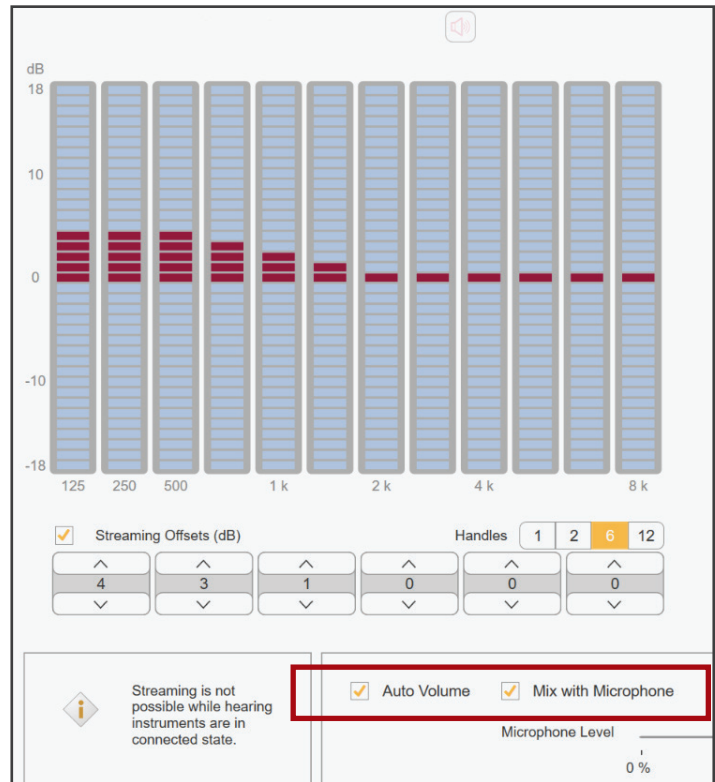 dB
18
10
0
-10
-18
125 250 500 1 k 2 k 4 k 8 k
Streaming Offsets (dB) Handles 1 2 6 12
4 3 1 0 0 0
Streaming is not
possible while hearing
instruments are in
connected state.
Auto Volume Mix with Microphone
Microphone Level
0 %